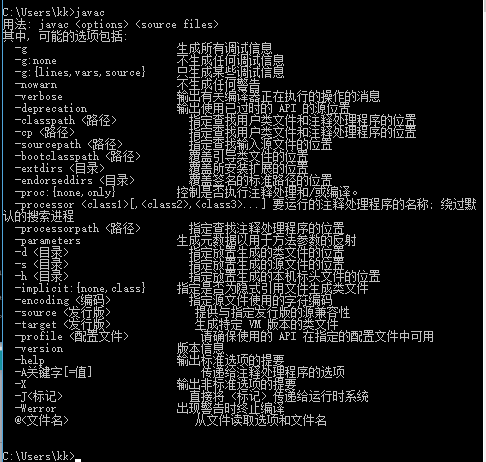 C:\Users\kk>javac
用法: javac <options> <source files>
其中, 可能的选项包括:
-g 生成所有调试信息
-g:none 不生成任何调试信息
-g:{lines,vars,source} 只生成某些调试信息
-nowarn 不生成任何警告
-verbose 输出有关编译器正在执行的操作的消息
-deprecation 输出使用已过时的 API 的源位置
-classpath <路径> 指定查找用户类文件和注释处理程序的位置
-cp <路径> 指定查找用户类文件和注释处理程序的位置
-sourcepath <路径> 指定查找输入源文件的位置
-bootclasspath <路径> 覆盖引导类文件的位置
-extdirs <目录> 覆盖所安装扩展的位置
-endorseddirs <目录> 覆盖签名的标准路径的位置
-proc:{none,only} 控制是否执行注释处理和/或编译。
-processor <class1>[,<class2>,<class3>...] 要运行的注释处理程序的名称; 绕过默
认的搜索进程
-processorpath <路径> 指定查找注释处理程序的位置
-parameters 生成元数据以用于方法参数的反射
-d <目录> 指定放置生成的类文件的位置
-s <目录> 指定放置生成的源文件的位置
-h <目录> 指定放置生成的本机标头文件的位置
-implicit:{none,class} 指定是否为隐式引用文件生成类文件
-encoding <编码> 指定源文件使用的字符编码
-source <发行版> 提供与指定发行版的源兼容性
-target <发行版> 生成特定 VM 版本的类文件
-profile <配置文件> 请确保使用的 API 在指定的配置文件中可用
-version 版本信息
-help 输出标准选项的提要
-A关键字[=值] 传递给注释处理程序的选项
-X 输出非标准选项的提要
-J<标记> 直接将 <标记> 传递给运行时系统
-Werror 出现警告时终止编译
@<文件名> 从文件读取选项和文件名
C:\Users\kk>